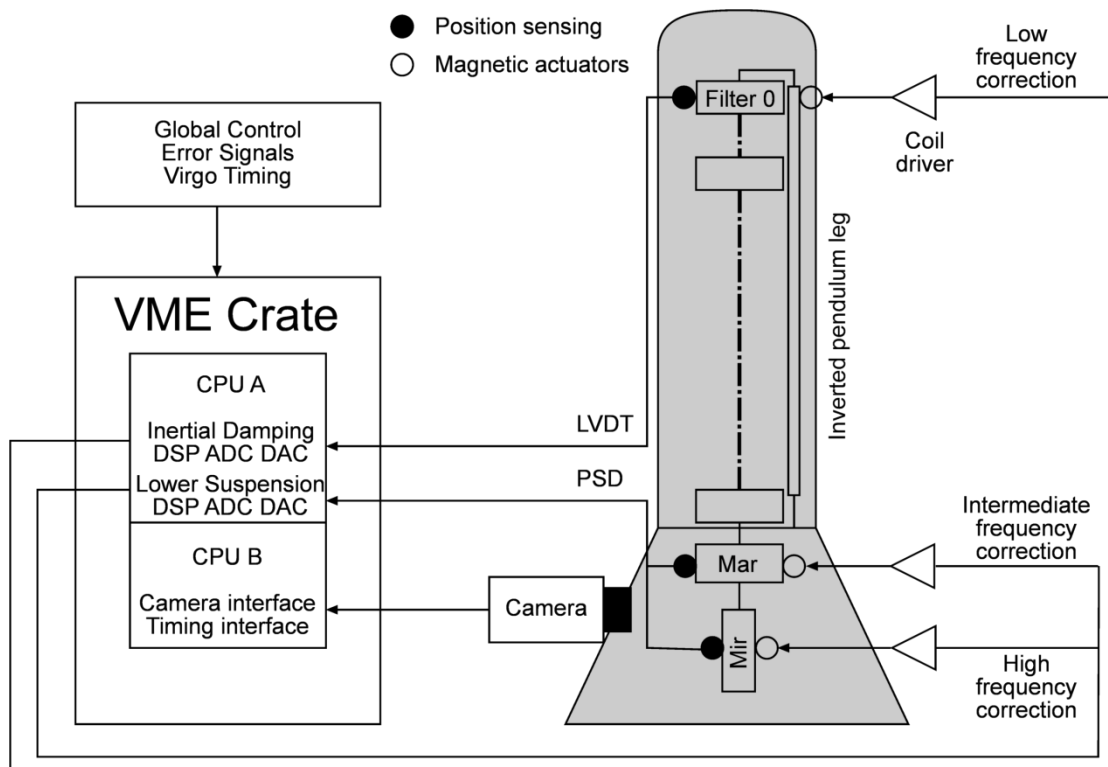 Position sensing
Magnetic actuators
Global Control
Error Signals
Virgo Timing
VME Crate
CPU A
Inertial Damping
DSP ADC DAC
Lower Suspension
DSP ADC DAC
CPU B
Camera interface
Timing interface
LVDT
PSD
Camera
Filter 0
Inverted pendulum leg
Mar
Mir
Low
frequency
correction
Coil
driver
Intermediate
frequency
correction
High
frequency
correction